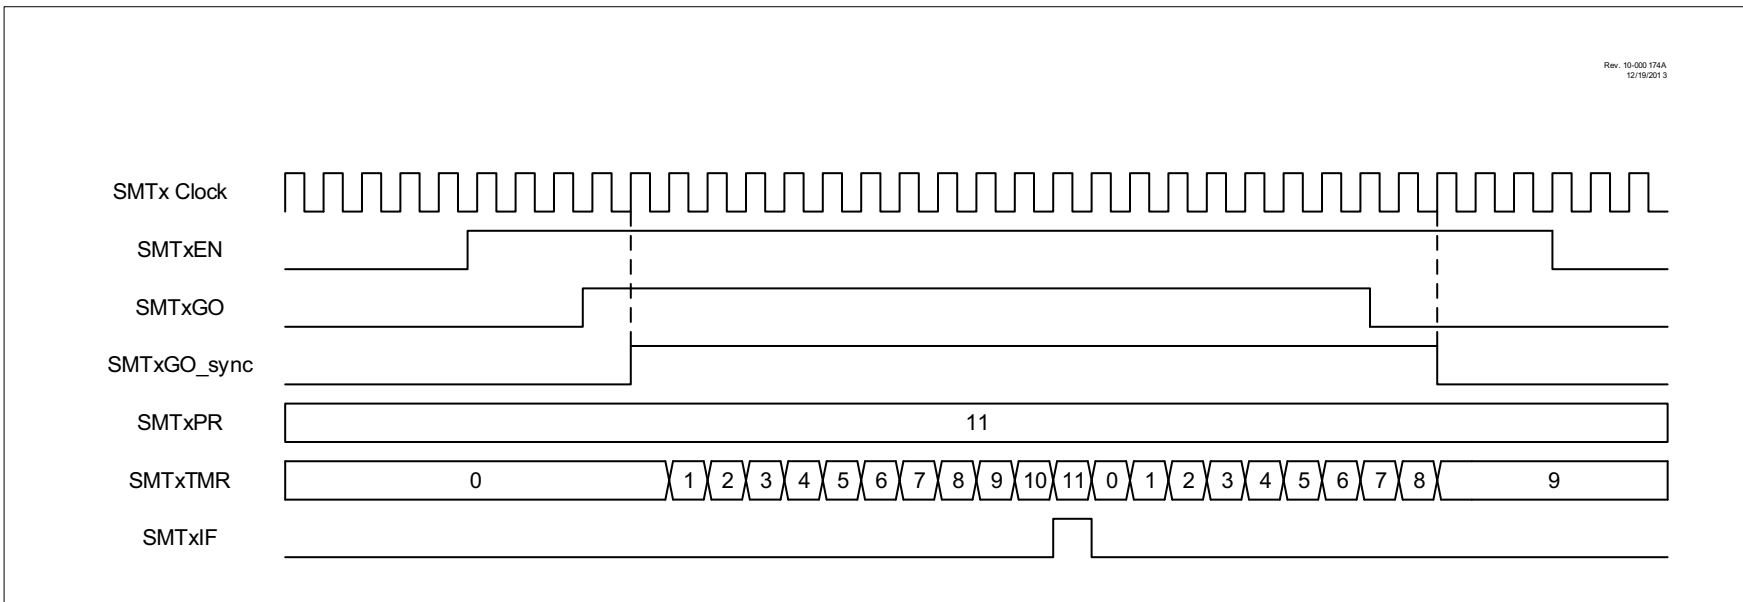 Rev. 10-000 174A
12/19/201 3
SMTx Clock
SMTxEN
SMTxGO
SMTxGO_sync
SMTxPR 11
SMTxTMR 0 1 2 3 4 5 6 7 8 9 10 11 0 1 2 3 4 5 6 7 8 9
SMTxIF